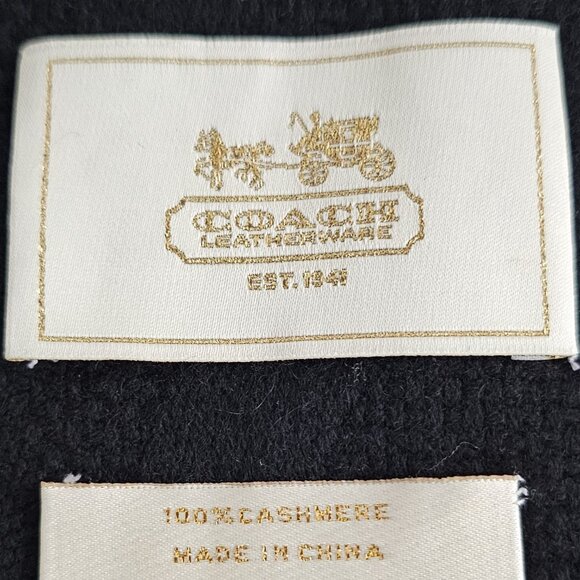 COACH
LEATHERWARE
EST. 1941
100% CASHMERE
MADE IN CHINA